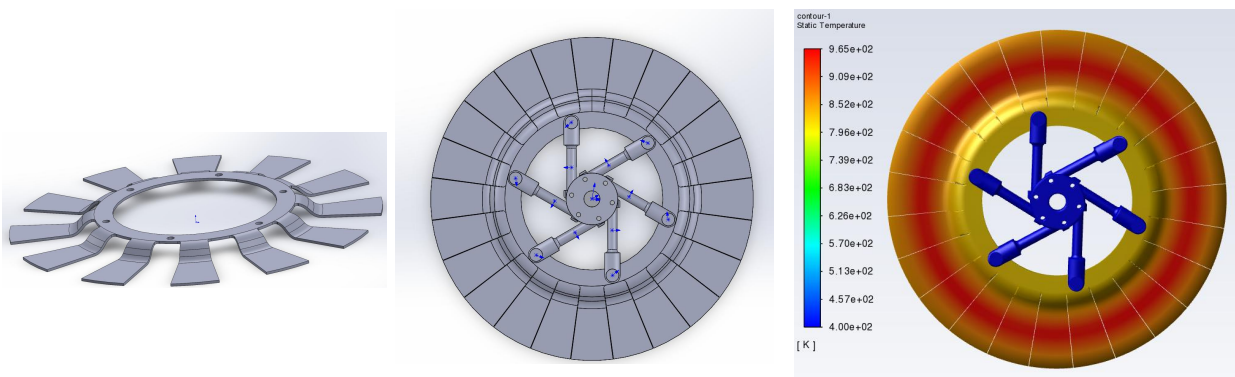 contour-1
Static Temperature
9.65e+02
9.09e+02
8.52e+02
7.96e+02
7.39e+02
6.83e+02
6.26e+02
5.70e+02
5.13e+02
4.57e+02
4.00e+02
[ K ]